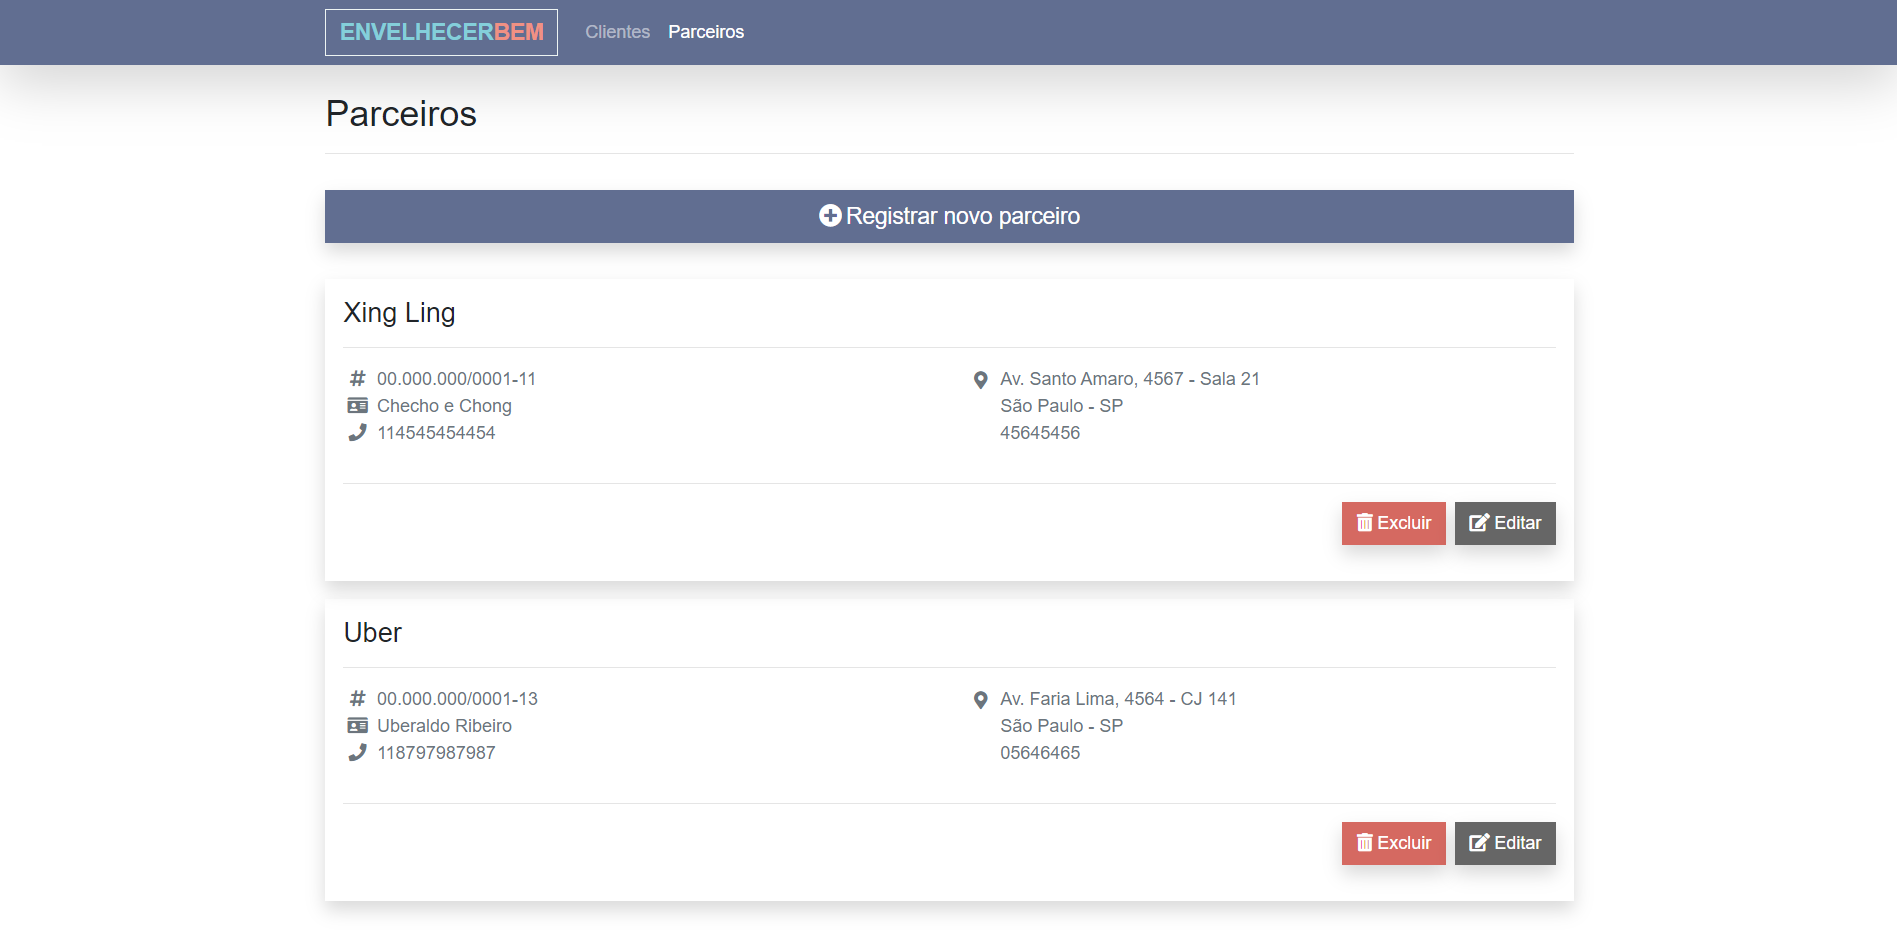 ENVELHECERBEM Clientes Parceiros
Parceiros
Registrar novo parceiro
Xing Ling
00.000.000/0001-11
Checho e Chong
114545454454
Av. Santo Amaro, 4567 - Sala 21
São Paulo - SP
45645456
Excluir Editar
Uber
00.000.000/0001-13
Uberaldo Ribeiro
118797987987
Av. Faria Lima, 4564 - CJ 141
São Paulo - SP
05646465
Excluir Editar